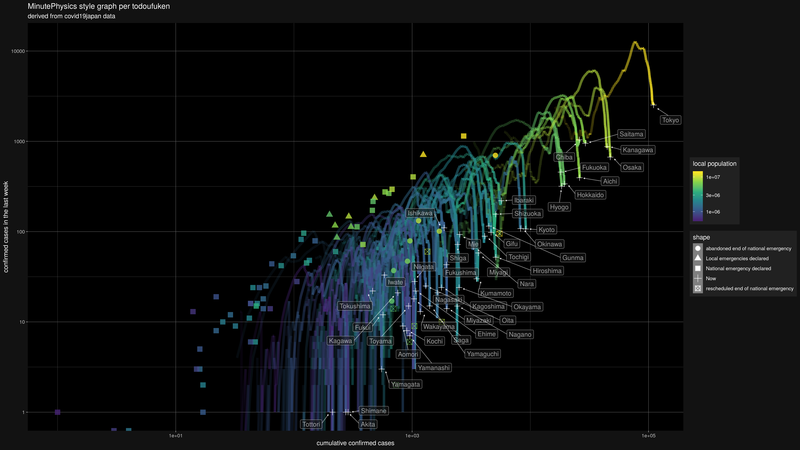 MinutePhysics style graph per todoufuken
derived from covid19japan data
confirmed cases in the last week
10000
1000
100
10
1
Tokyo
Saitama
Kanagawa
Chiba
Osaka
Fukuoka
Aichi
Hokkaido
Hyogo
Ibaraki
Ishikawa
Shizuoka
Kyoto
Mie
Gifu
Okinawa
Tochigi
Gunma
Shiga
Niigata
Fukushima
Miyagi
Hiroshima
Iwate
Nara
Kumamoto
Tokushima
Nagasaki
Kagoshima
Okayama
Miyazaki
Oita
Fukui
Wakayama
Ehime
Nagano
Kagawa
Toyama
Kochi
Saga
Aomori
Yamaguchi
Yamanashi
Yamagata
Shimane
Tottori
Akita
1e+01
1e+03
1e+05
cumulative confirmed cases
local population
1e+07
3e+06
1e+06
shape
abandoned end of national emergency
Local emergencies declared
National emergency declared
Now
rescheduled end of national emergency